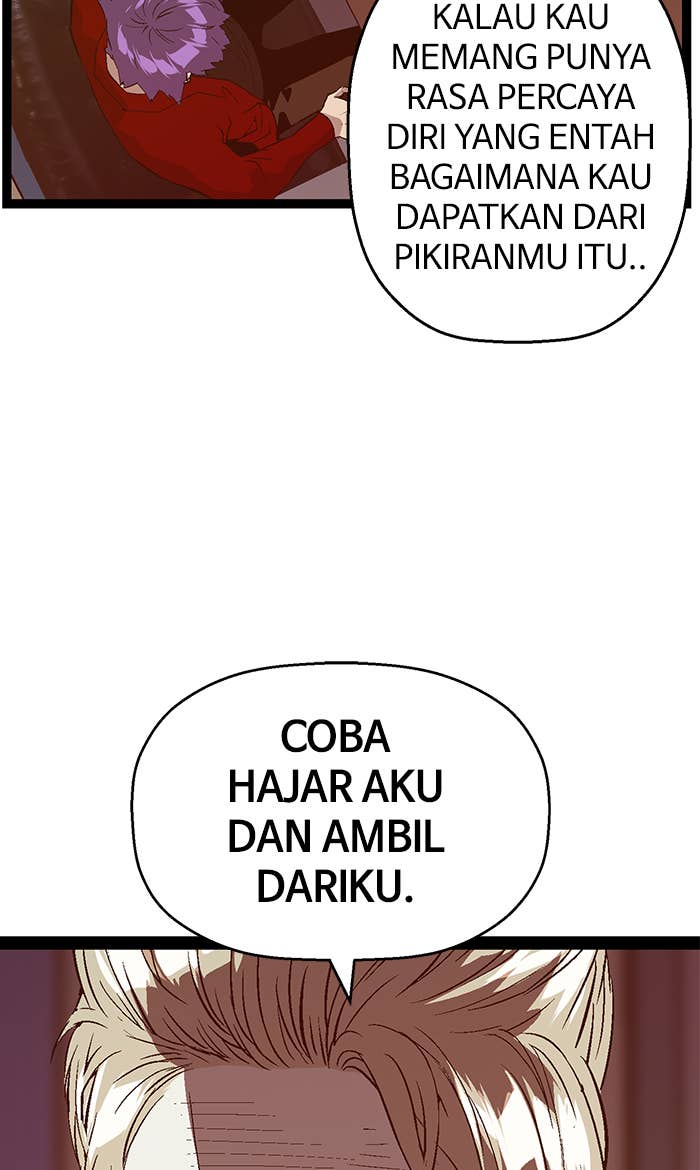 KALAU KAU
MEMANG PUNYA
RASA PERCAYA
DIRI YANG ENTAH
BAGAIMANA KAU
DAPATKAN DARI
PIKIRANMU ITU..
COBA
HAJAR AKU
DAN AMBIL
DARIKU.